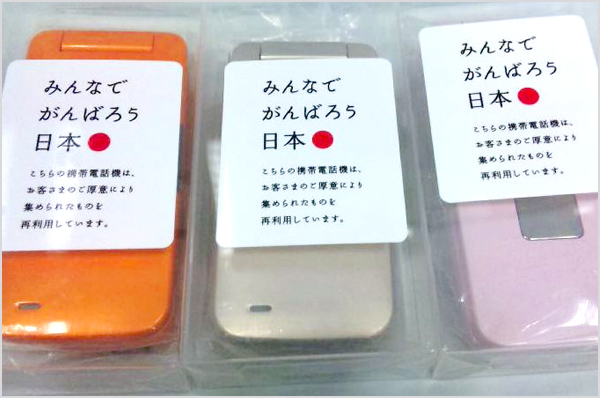 みんなで
がんばろう
日本
こちらの携帯電話機は、
お客さまのご厚意により
集められたものを
再利用しています。
みんなで
がんばろう
日本
こちらの携帯電話機は、
お客さまのご厚意により
集められたものを
再利用しています。
みんなで
がんばろう
日本
こちらの携帯電話機は、
お客さまのご厚意により
集められたものを
再利用しています。